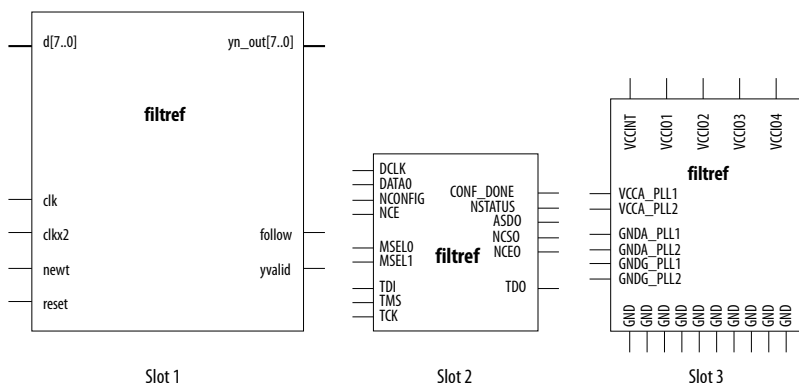 d[7..0] yn_out[7..0]
filtref
clk
clkx2 follow
newt yvalid
reset
Slot 1
DCLK
DATA0
NCONFIG
NCE
CONF_DONE
NSTATUS
ASDO
NCSO
NCEO
MSEL0
MSEL1
filtref
TDI
TMS
TCK
TDO
Slot 2
VCCINT VCCIO1 VCCIO2 VCCIO3 VCCIO4
filtref
VCCA_PLL1
VCCA_PLL2
GNDA_PLL1
GNDA_PLL2
GNDG_PLL1
GNDG_PLL2
GND GND GND GND GND GND GND GND GND GND
Slot 3